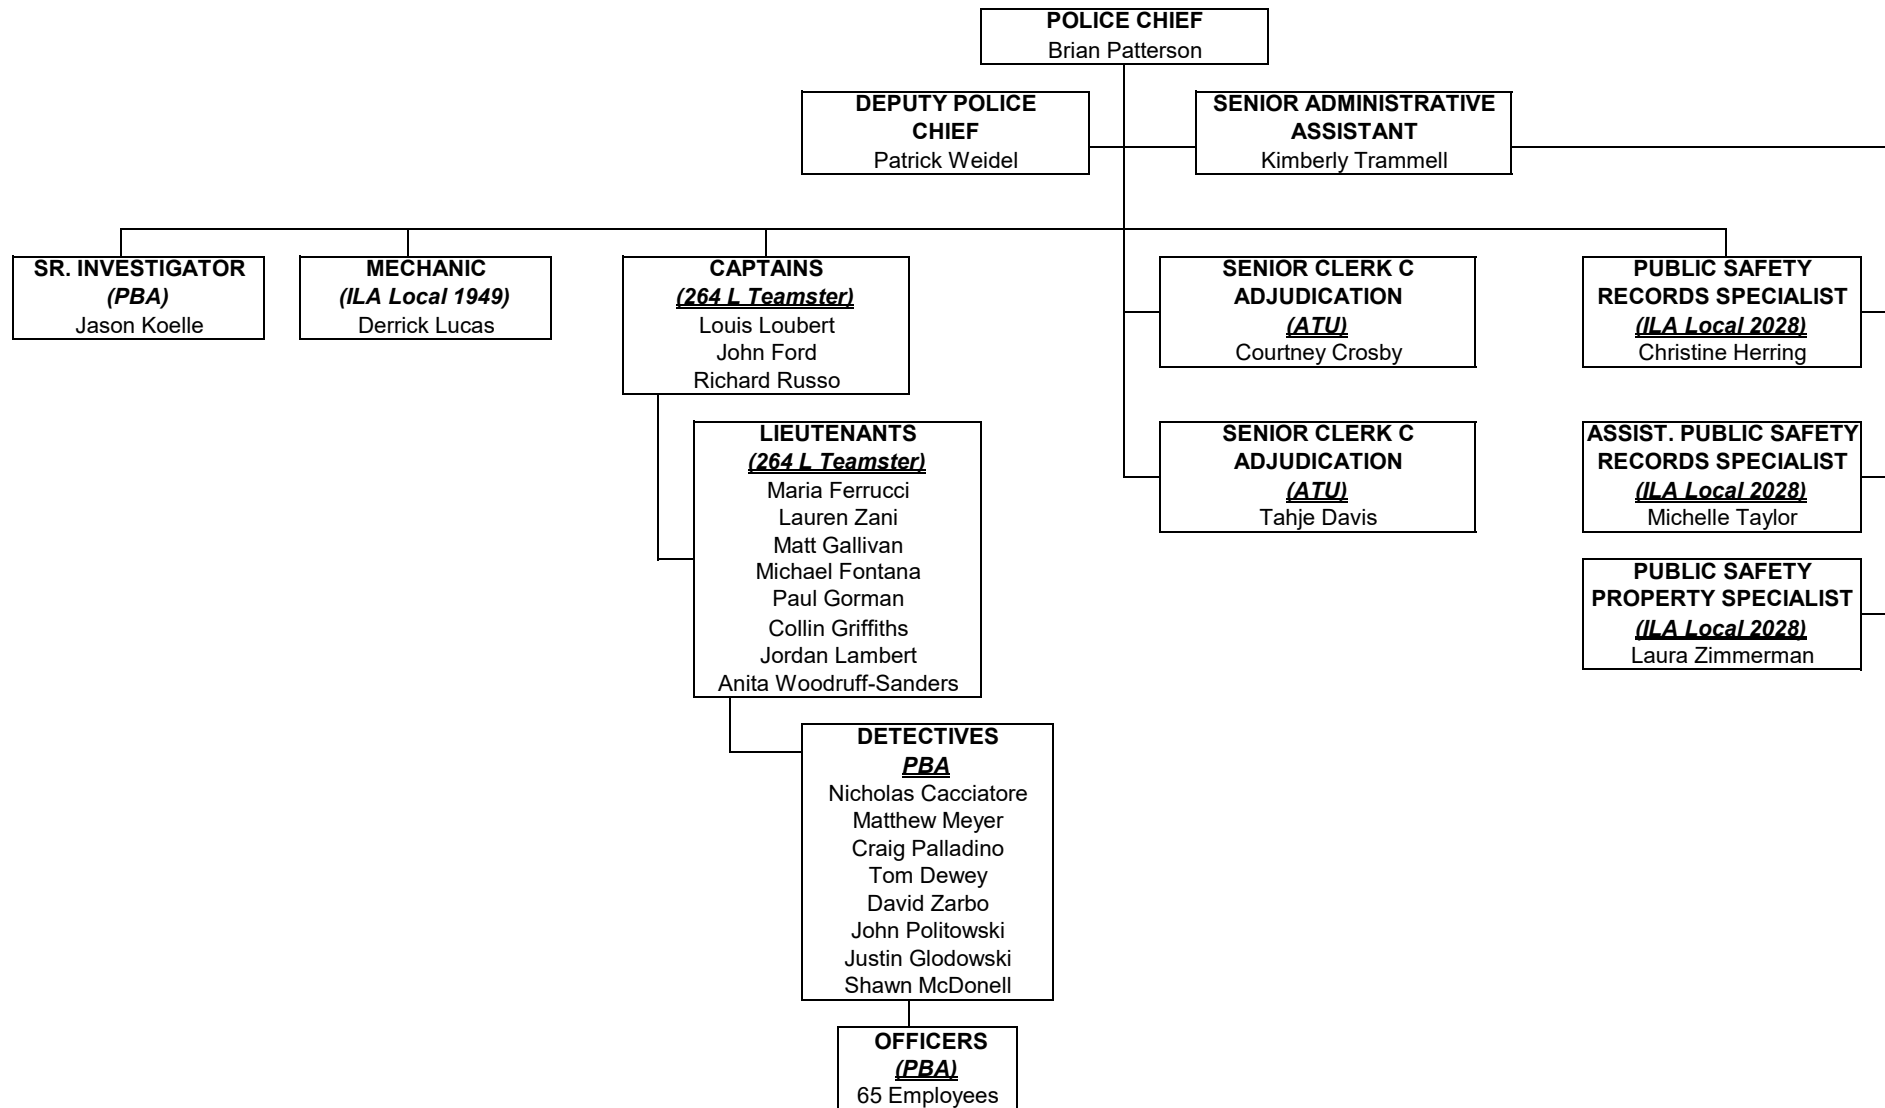 POLICE CHIEF
Brian Patterson
DEPUTY POLICE
CHIEF
Patrick Weidel
SENIOR ADMINISTRATIVE
ASSISTANT
Kimberly Trammell
SR. INVESTIGATOR
(PBA)
Jason Koelle
MECHANIC
(ILA Local 1949)
Derrick Lucas
CAPTAINS
(264 L Teamster)
Louis Loubert
John Ford
Richard Russo
SENIOR CLERK C
ADJUDICATION
(ATU)
Courtney Crosby
PUBLIC SAFETY
RECORDS SPECIALIST
(ILA Local 2028)
Christine Herring
LIEUTENANTS
(264 L Teamster)
Maria Ferrucci
Lauren Zani
Matt Gallivan
Michael Fontana
Paul Gorman
Collin Griffiths
Jordan Lambert
Anita Woodruff-Sanders
SENIOR CLERK C
ADJUDICATION
(ATU)
Tahje Davis
ASSIST. PUBLIC SAFETY
RECORDS SPECIALIST
(ILA Local 2028)
Michelle Taylor
PUBLIC SAFETY
PROPERTY SPECIALIST
(ILA Local 2028)
Laura Zimmerman
DETECTIVES
PBA
Nicholas Cacciatore
Matthew Meyer
Craig Palladino
Tom Dewey
David Zarbo
John Politowski
Justin Glodowski
Shawn McDonell
OFFICERS
(PBA)
65 Employees